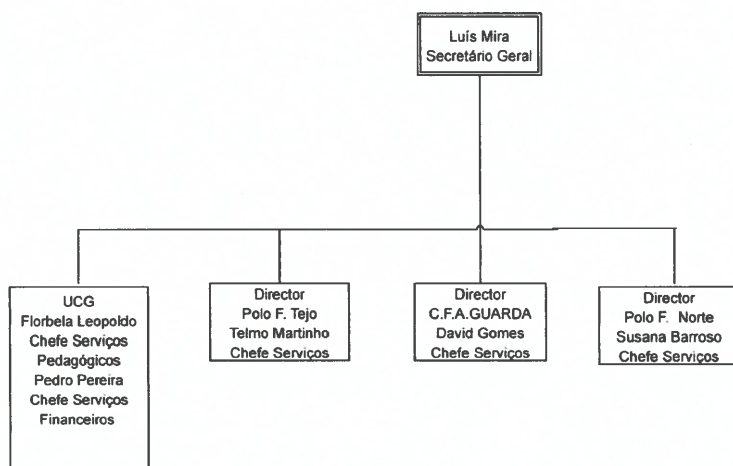 Luís Mira
Secretário Geral
UCG
Florbela Leopoldo
Chefe Serviços
Pedagógicos
Pedro Pereira
Chefe Serviços
Financeiros
Director
Polo F. Tejo
Telmo Martinho
Chefe Serviços
Director
C.F.A.GUARDA
David Gomes
Chefe Serviços
Director
Polo F. Norte
Susana Barroso
Chefe Serviços